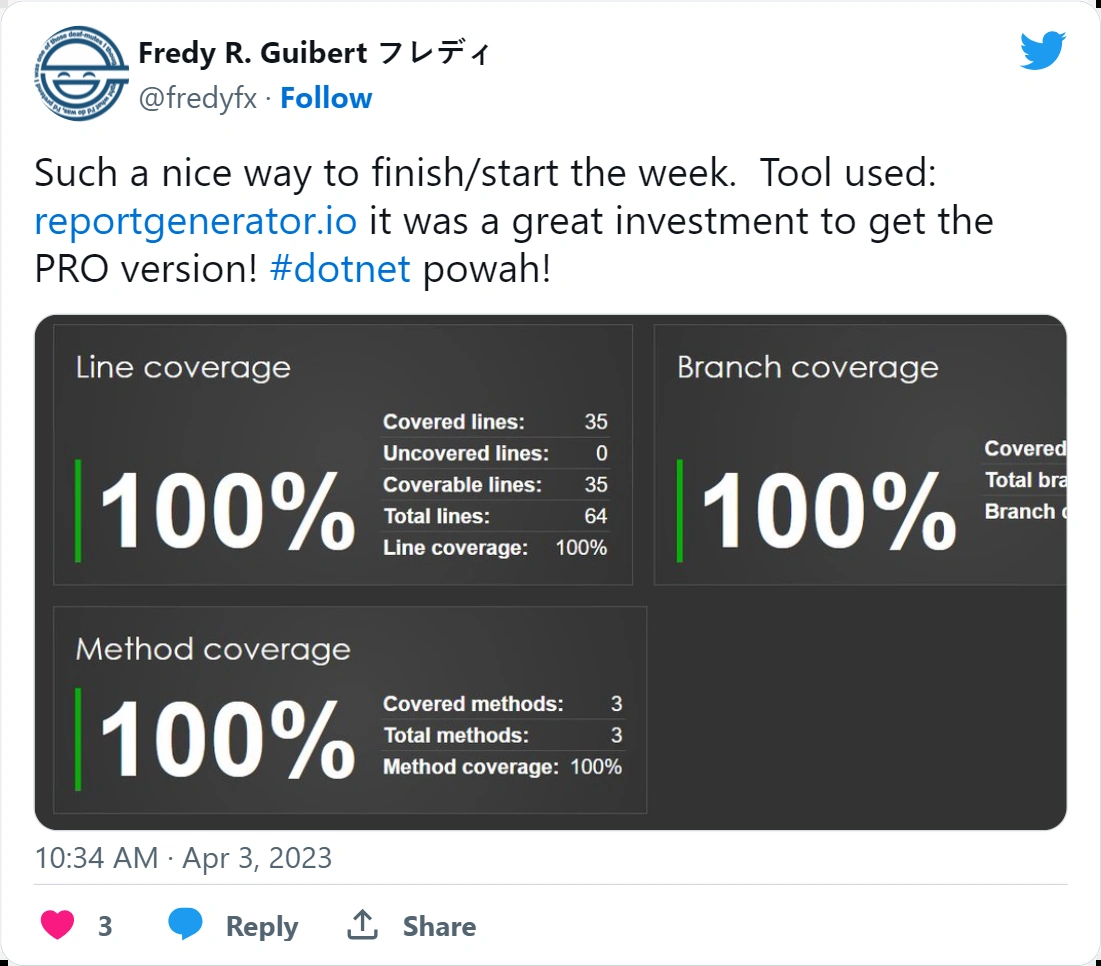 Fredy R. Guibert フレディ
@fredyfx · Follow
Such a nice way to finish/start the week.  Tool used:
reportgenerator.io it was a great investment to get the
PRO version! #dotnet powah!
Line coverage
100%
Covered lines: 35
Uncovered lines: 0
Coverable lines: 35
Total lines: 64
Line coverage: 100%
Branch coverage
100%
Covered
Total bra
Branch
Method coverage
100%
Covered methods: 3
Total methods: 3
Method coverage: 100%
10:34 AM · Apr 3, 2023
3 Reply Share